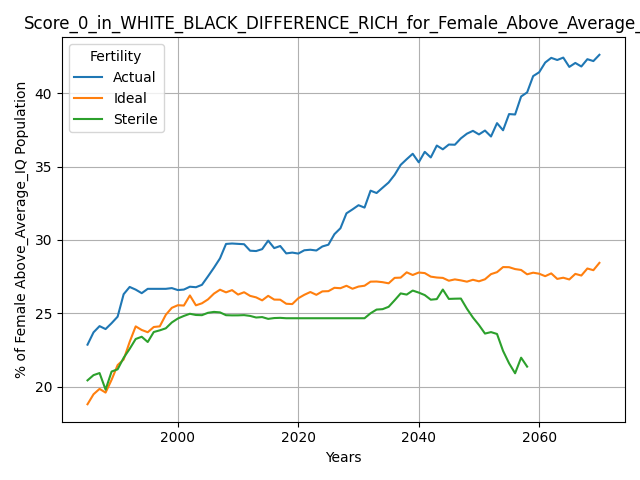 Score_0_in_WHITE_BLACK_DIFFERENCE_RICH_for_Female_Above_Average_
Fertility
Actual
Ideal
Sterile
% of Female Above_Average_IQ Population
40
35
30
25
20
2000
2020
2040
2060
Years